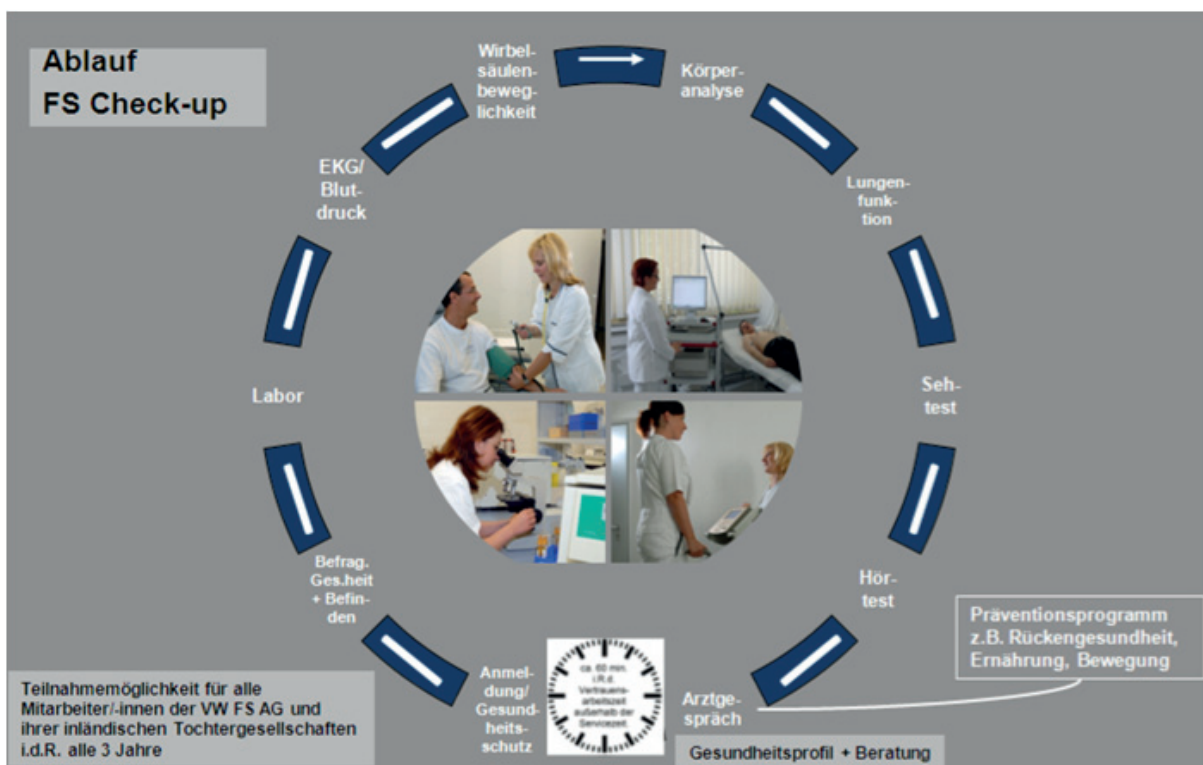 Ablauf
FS Check-up
Wirbel-
säulen-
beweg-
lichkeit
Körper-
analyse
Lungen-
funk-
tion
Seh-
test
Hör-
test
Präventionsprogramm
z.B. Rückengesundheit,
Ernährung, Bewegung
Arztge-
spräch
Gesundheitsprofil + Beratung
ca. 60 min.
i.R.d.
Vertrauens-
arbeitszeit
außerhalb der
Servicezeit
Anmel-
dung/
Gesund-
heits-
schutz
Befrag.
Ges.heit
+ Befin-
den
Labor
EKG/
Blut-
druck
Teilnahmemöglichkeit für alle
Mitarbeiter/-innen der VW FS AG und
ihrer inländischen Tochtergesellschaften
i.d.R. alle 3 Jahre